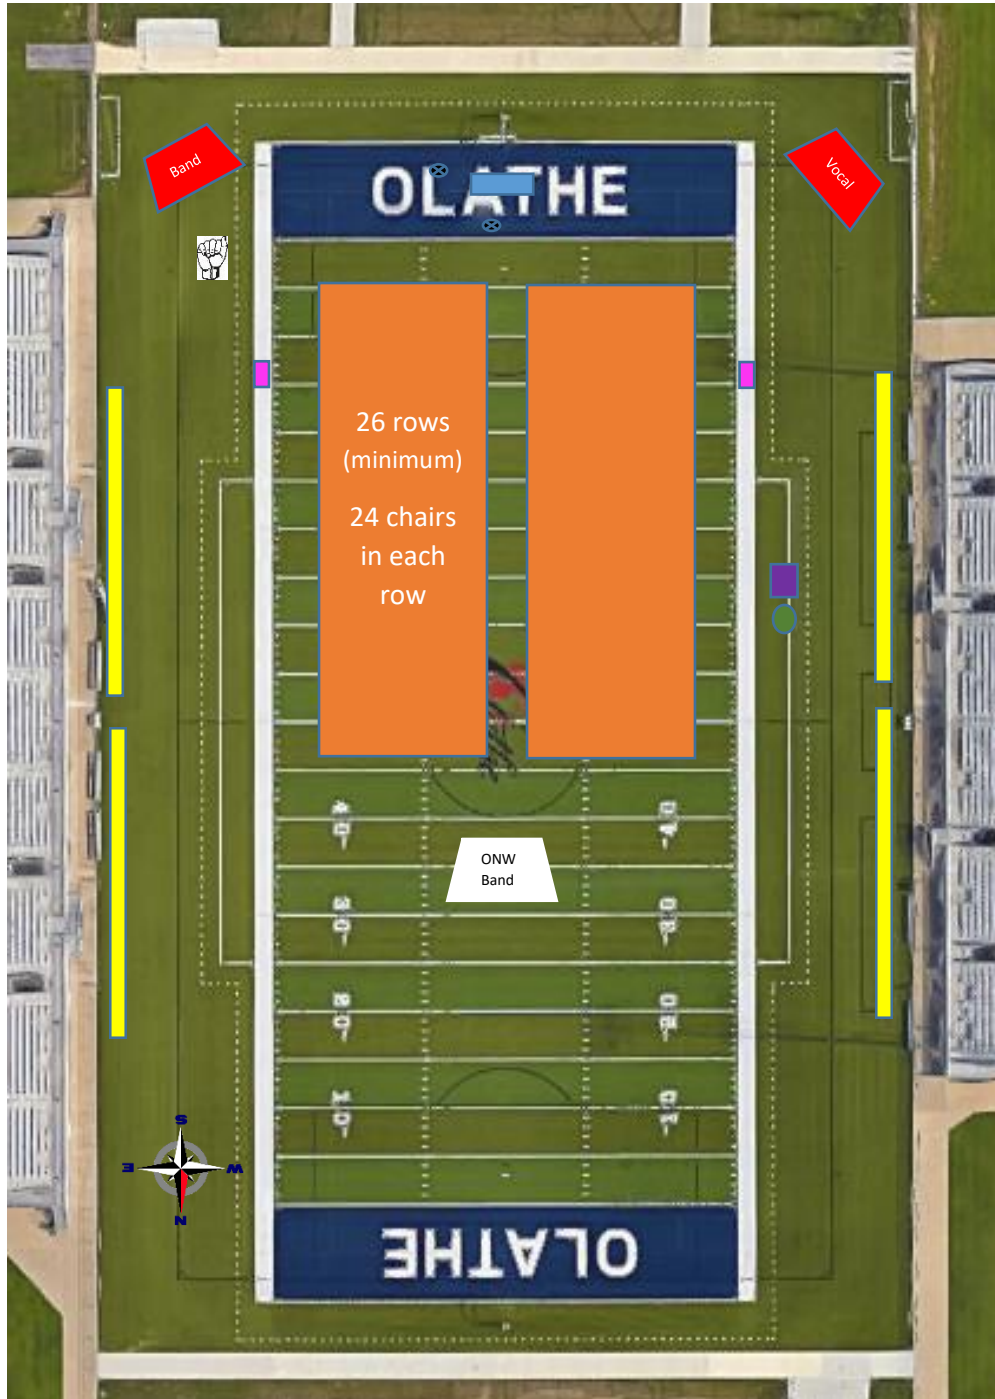 Band
Vocal
OLATHE
26 rows
(minimum)
24 chairs
in each
row
40
40
ONW
Band
30
30
20
20
10
10
S
E
W
N
OLATHE